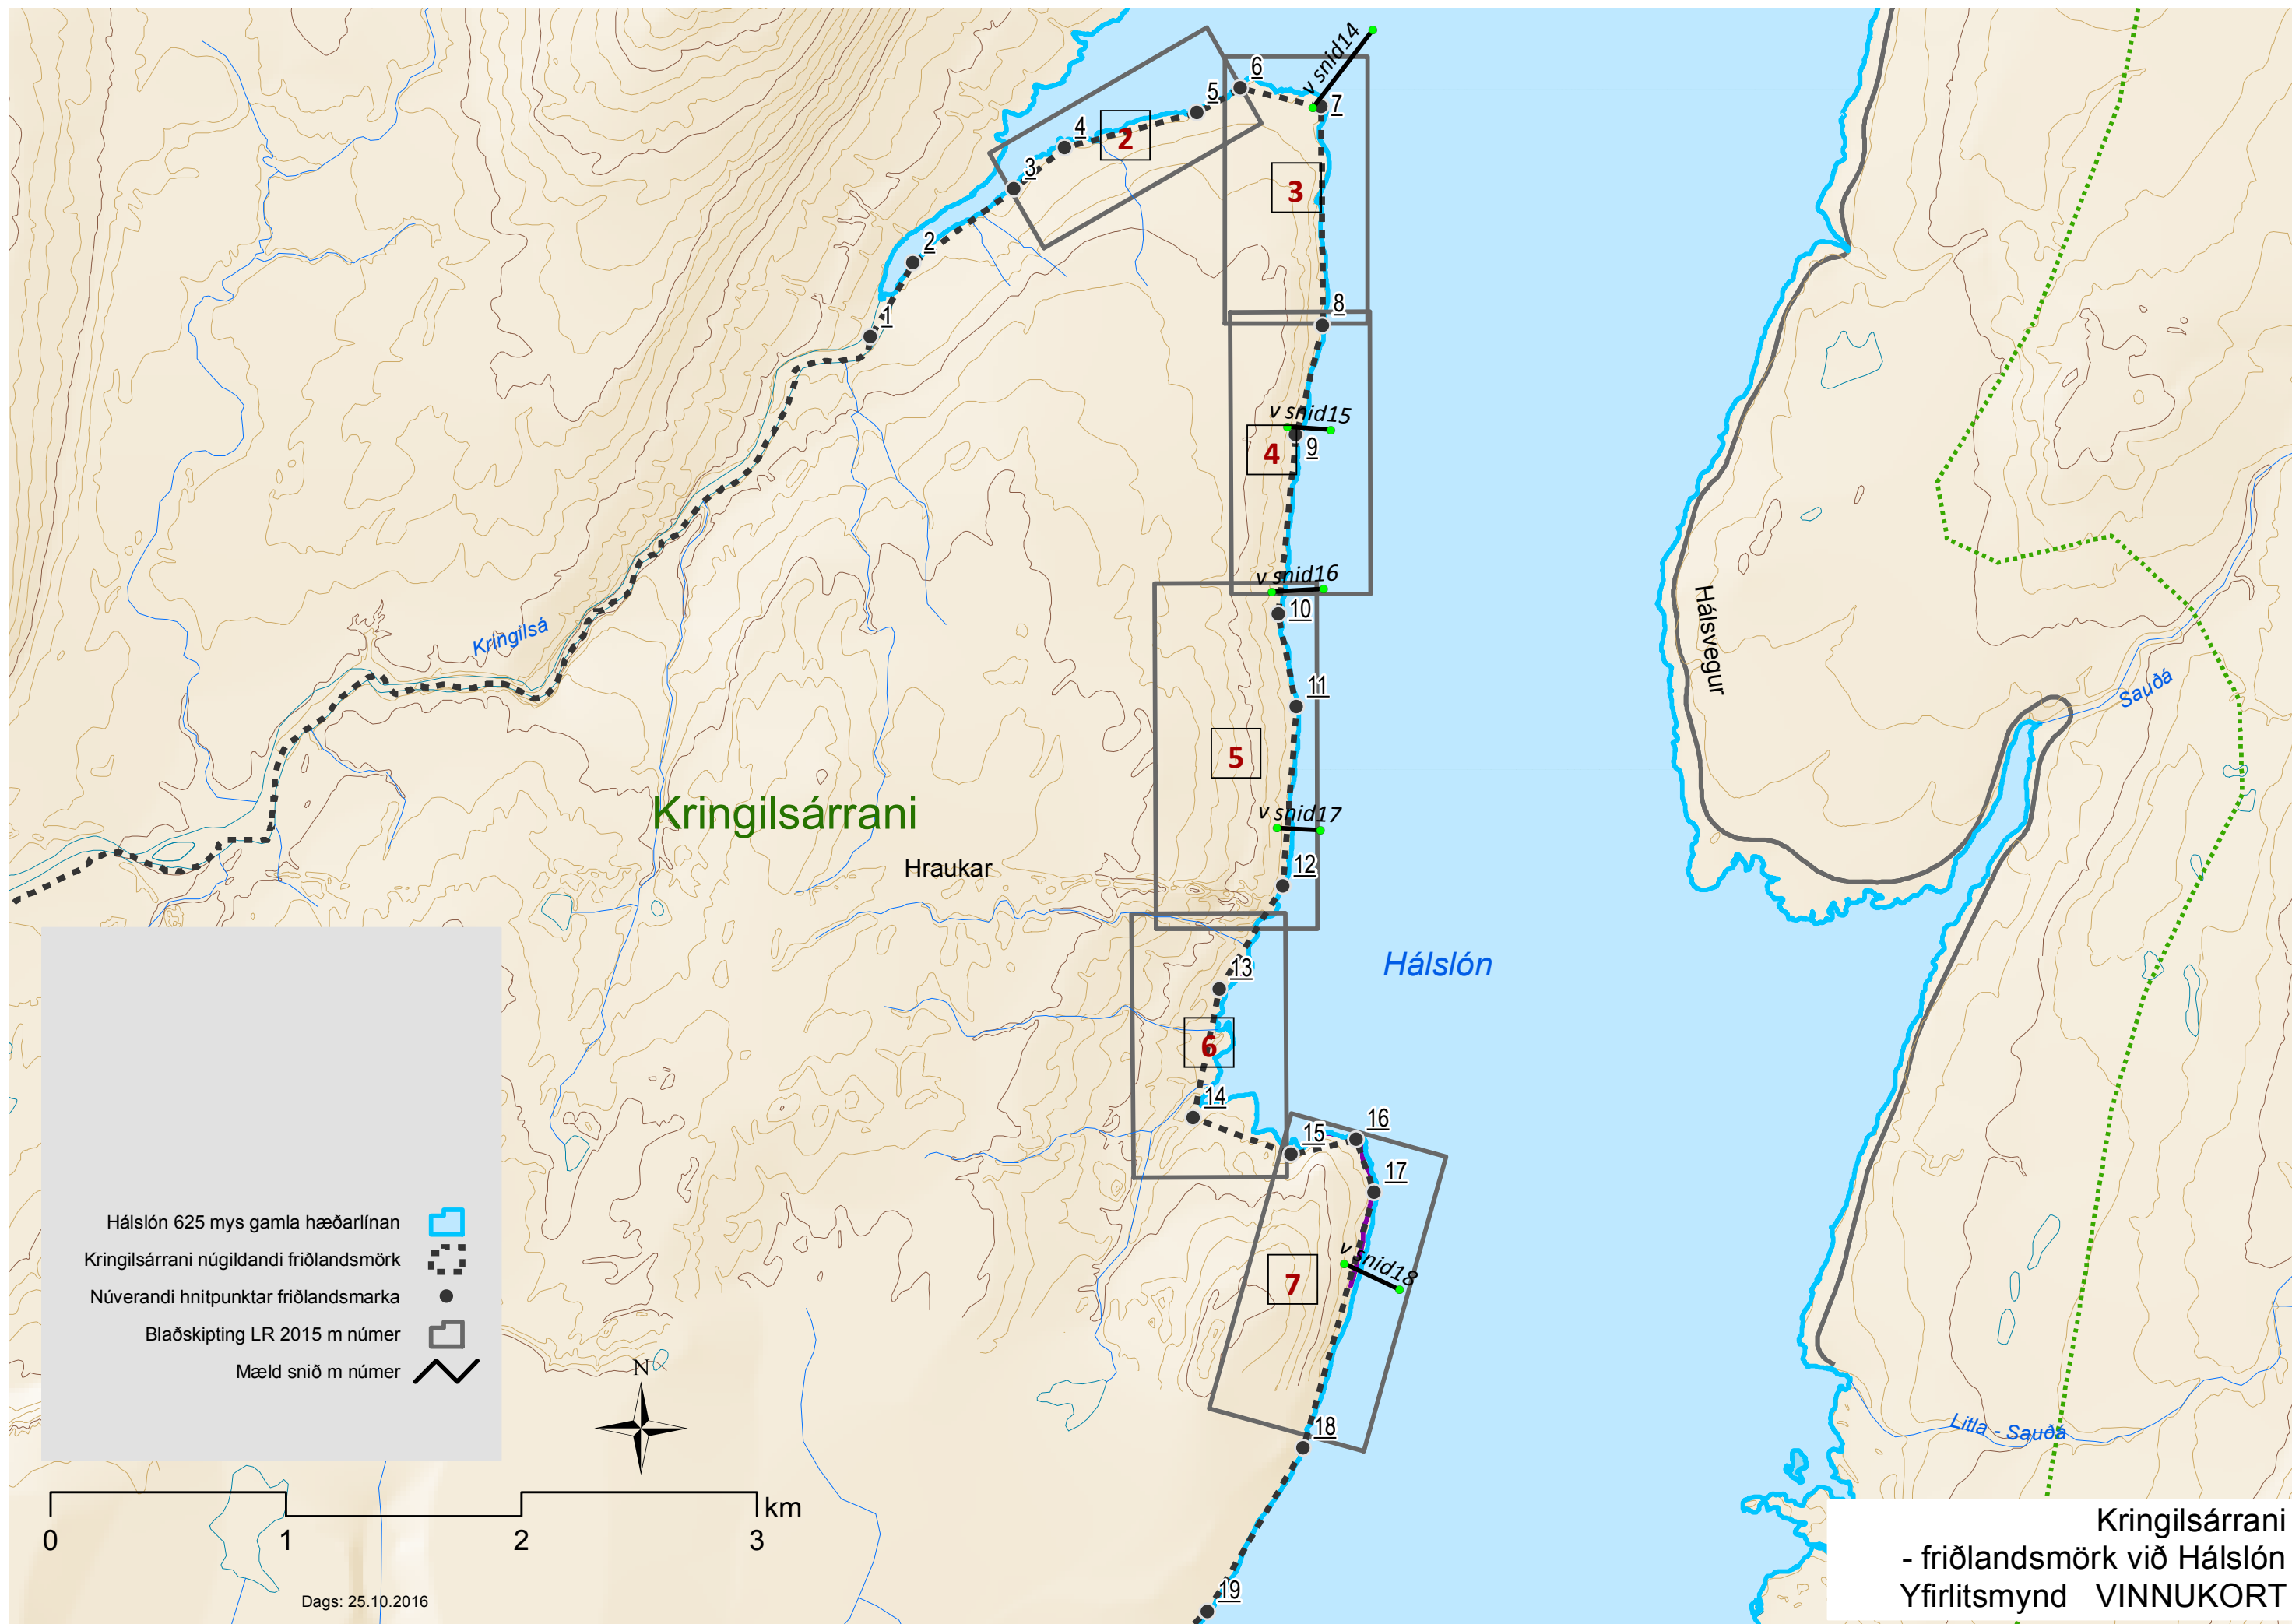 v snid14
6
5
7
4
2
3
3
2
8
1
v snid15
4
9
v snid16
10
Kringilsá
Hálsvegur
11
Sauðá
5
Kringilsárrani
v snid17
Hraukar
12
Hálslón
13
6
14
15
16
17
v snid18
7
18
19
Litla - Sauðá
Hálslón 625 mys gamla hæðarlínan
Kringilsárrani núgildandi friðlandsmörk
Núverandi hnitpunktar friðlandsmarka
Blaðskipting LR 2015 m númer
Mæld snið m númer
N
km
0 1 2 3
Dags: 25.10.2016
Kringilsárrani
- friðlandsmörk við Hálslón
Yfirlitsmynd VINNUKORT